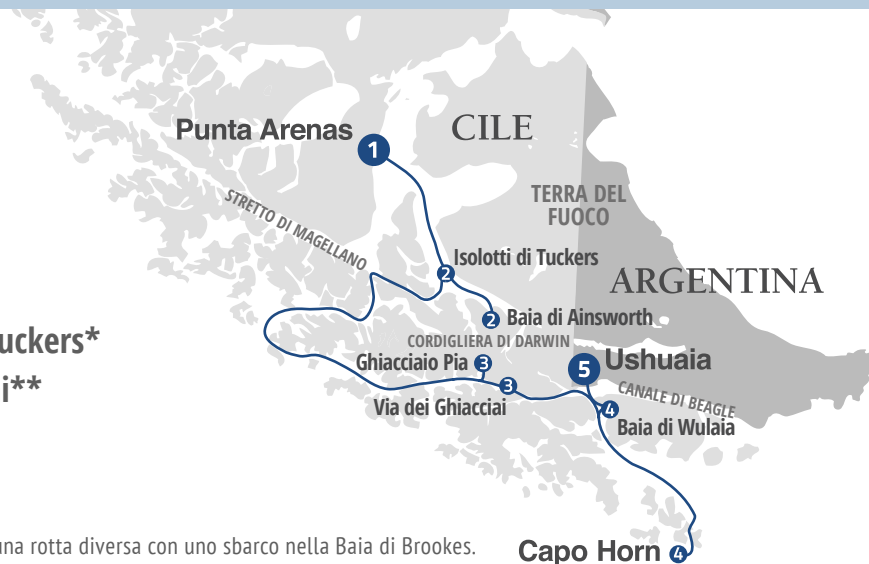 Punta Arenas
1
CILE
STRETTO DI MAGELLANO
TERRA DEL
FUOCO
Isolotti di Tuckers
2
ARGENTINA
2 Baia di Ainsworth
uckers*
CORDIGLIERA DI DARWIN
Ghiacciaio Pia 3
5 Ushuaia
i**
3
CANALE DI BEAGLE
Via dei Ghiacciai
4
Baia di Wulaia
una rotta diversa con uno sbarco nella Baia di Brookes.
Capo Horn 4